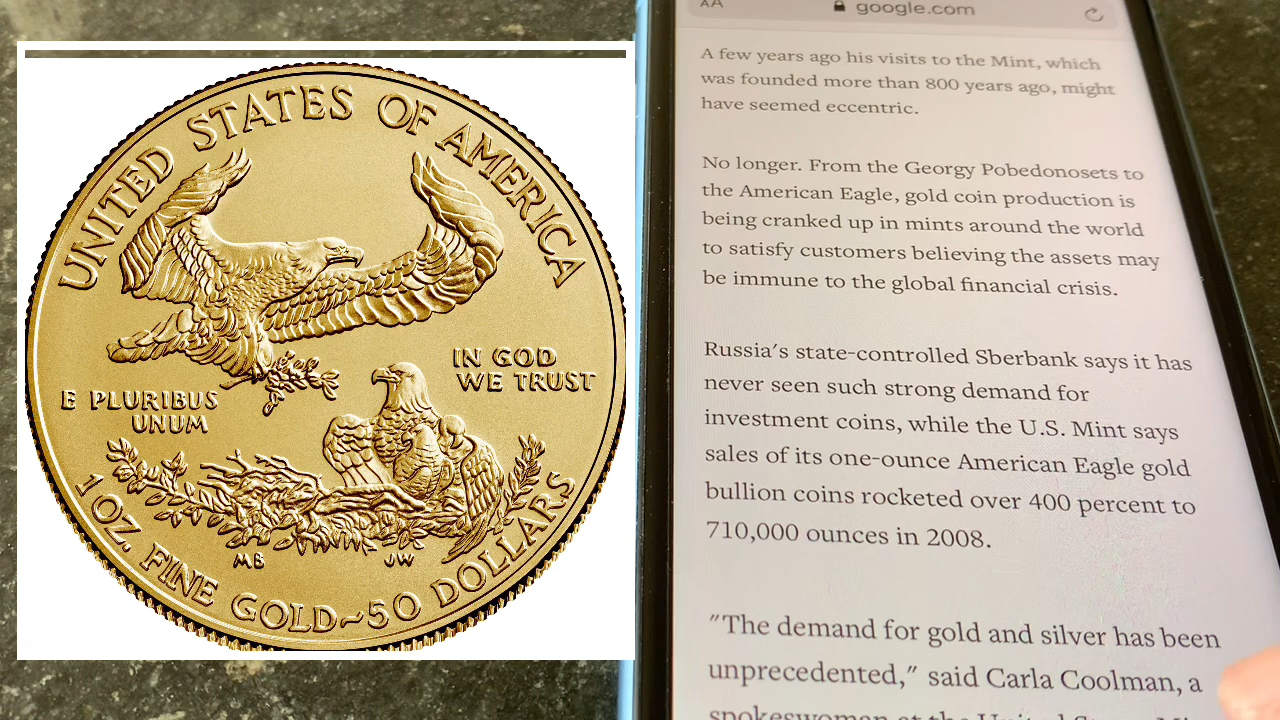 UNITED STATES OF AMERICA
E PLURIBUS
UNUM
IN GOD
WE TRUST
MB
JW
1 OZ. FINE GOLD~50 DOLLARS
AA
google.com
A few years ago his visits to the Mint, which
was founded more than 800 years ago, might
have seemed eccentric.
No longer. From the Georgy Pobedonosets to
the American Eagle, gold coin production is
being cranked up in mints around the world
to satisfy customers believing the assets may
be immune to the global financial crisis.
Russia's state-controlled Sberbank says it has
never seen such strong demand for
investment coins, while the U.S. Mint says
sales of its one-ounce American Eagle gold
bullion coins rocketed over 400 percent to
710,000 ounces in 2008.
"The demand for gold and silver has been
unprecedented," said Carla Coolman, a
spokeswoman at the United